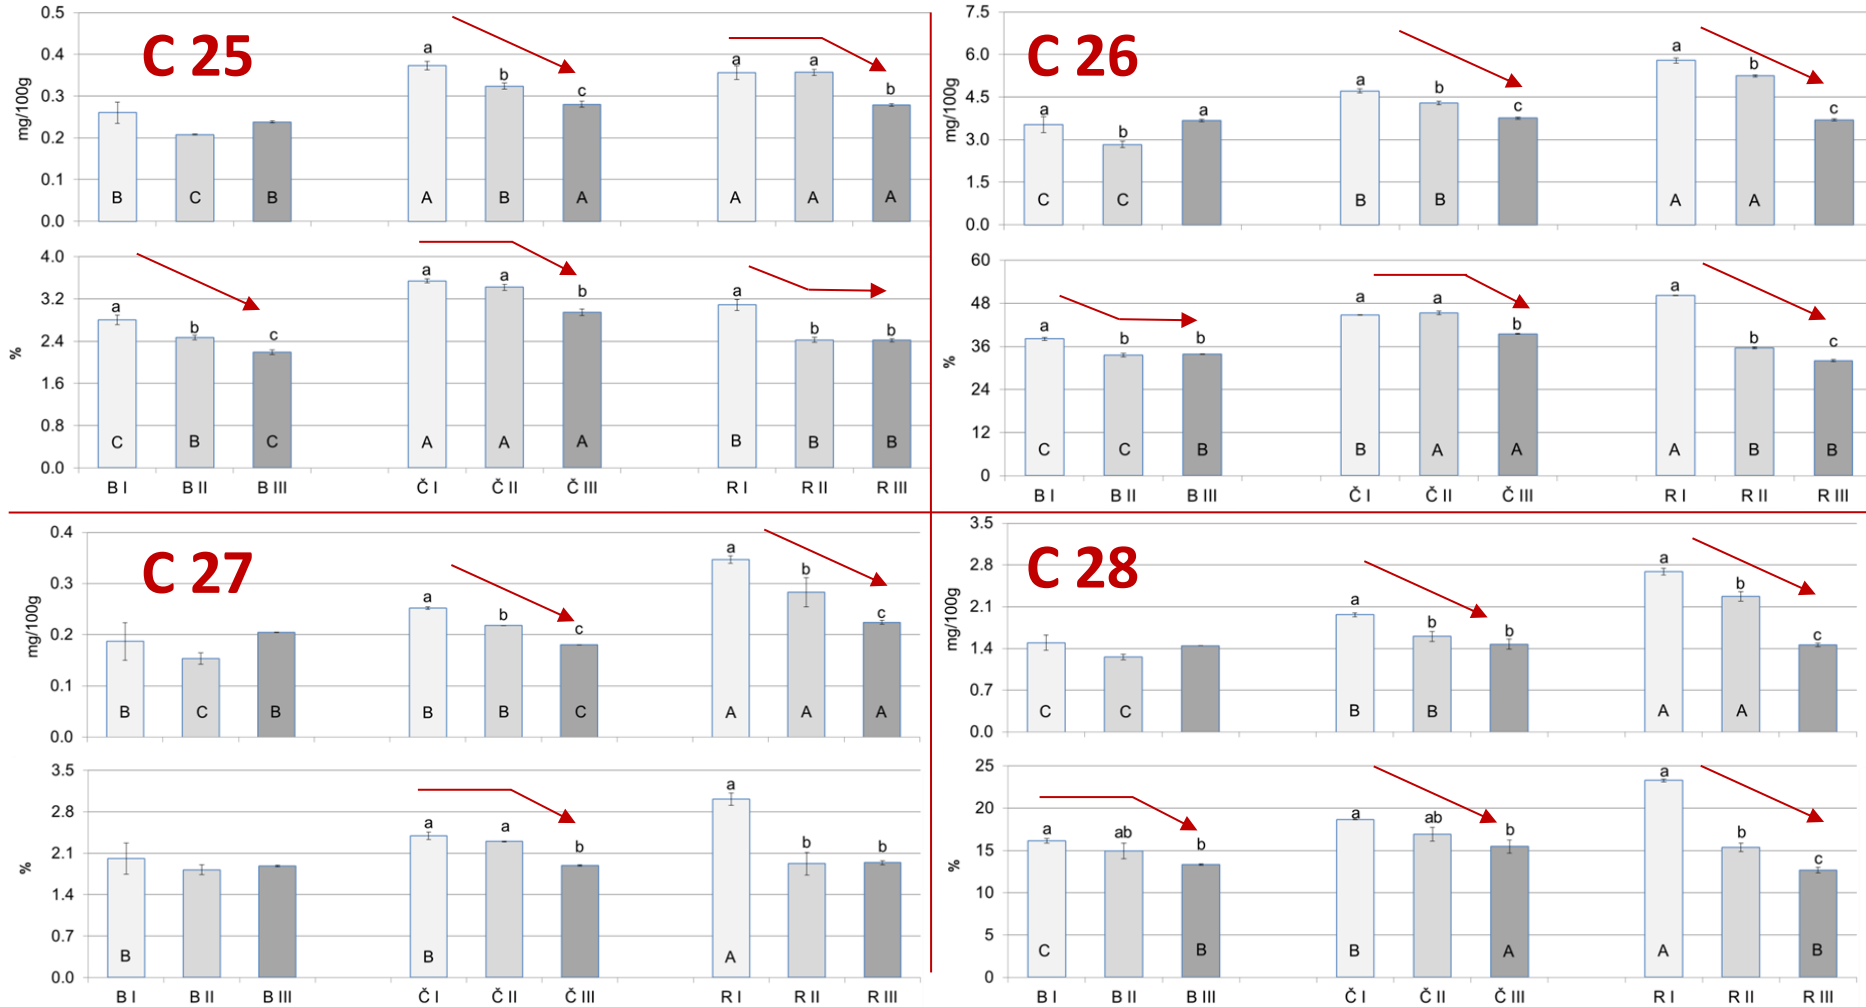 C 25
mg/100g
0.5
0.4
0.3
0.2
0.1
0.0
a
b
c
a
a
b
B
C
B
A
B
A
A
A
A
%
4.0
3.2
2.4
1.6
0.8
0.0
a
b
c
a
a
b
a
b
b
C
B
C
A
A
A
B
B
B
B I
B II
B III
Č I
Č II
Č III
R I
R II
R III
C 26
mg/100g
7.5
6.0
4.5
3.0
1.5
0.0
a
b
a
a
b
c
a
b
c
C
C
B
B
A
A
%
60
48
36
24
12
0
a
b
b
a
a
b
a
b
c
C
C
B
B
A
A
A
B
B
B I
B II
B III
Č I
Č II
Č III
R I
R II
R III
C 27
mg/100g
0.4
0.3
0.2
0.1
0.0
a
b
c
a
b
c
B
C
B
B
B
C
A
A
A
%
3.5
2.8
2.1
1.4
0.7
0.0
a
a
b
a
b
b
B
B
A
B I
B II
B III
Č I
Č II
Č III
R I
R II
R III
C 28
mg/100g
3.5
2.8
2.1
1.4
0.7
0.0
a
b
b
a
b
c
C
C
B
B
A
A
%
25
20
15
10
5
0
a
ab
b
a
ab
b
a
b
c
C
B
B
A
A
B
B I
B II
B III
Č I
Č II
Č III
R I
R II
R III